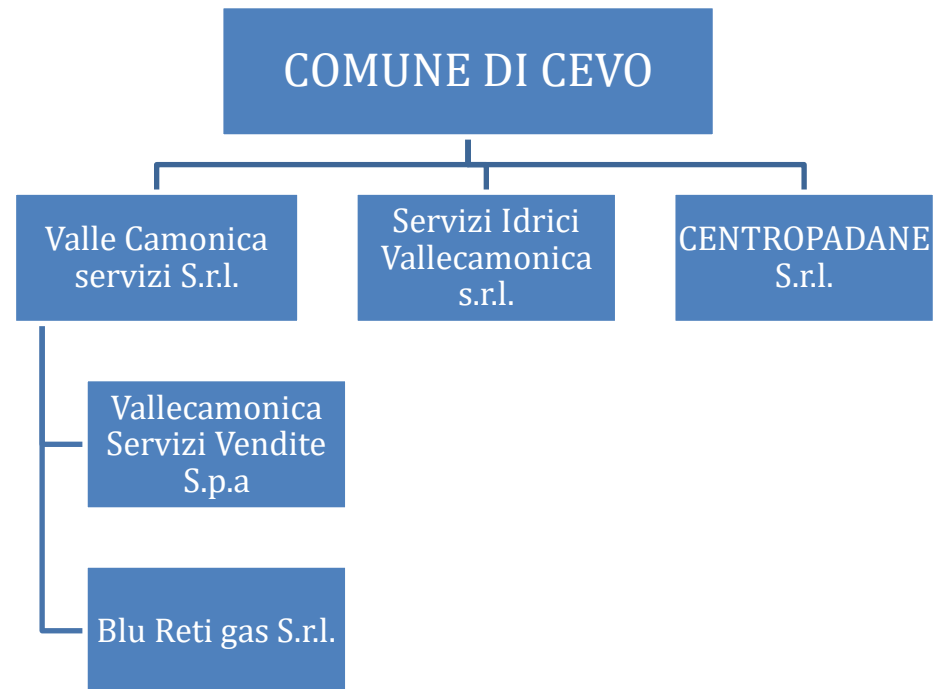 COMUNE DI CEVO
Valle Camonica
servizi S.r.l.
Servizi Idrici
Vallecamonica
s.r.l.
CENTROPADANE
S.r.l.
Vallecamonica
Servizi Vendite
S.p.a
Blu Reti gas S.r.l.